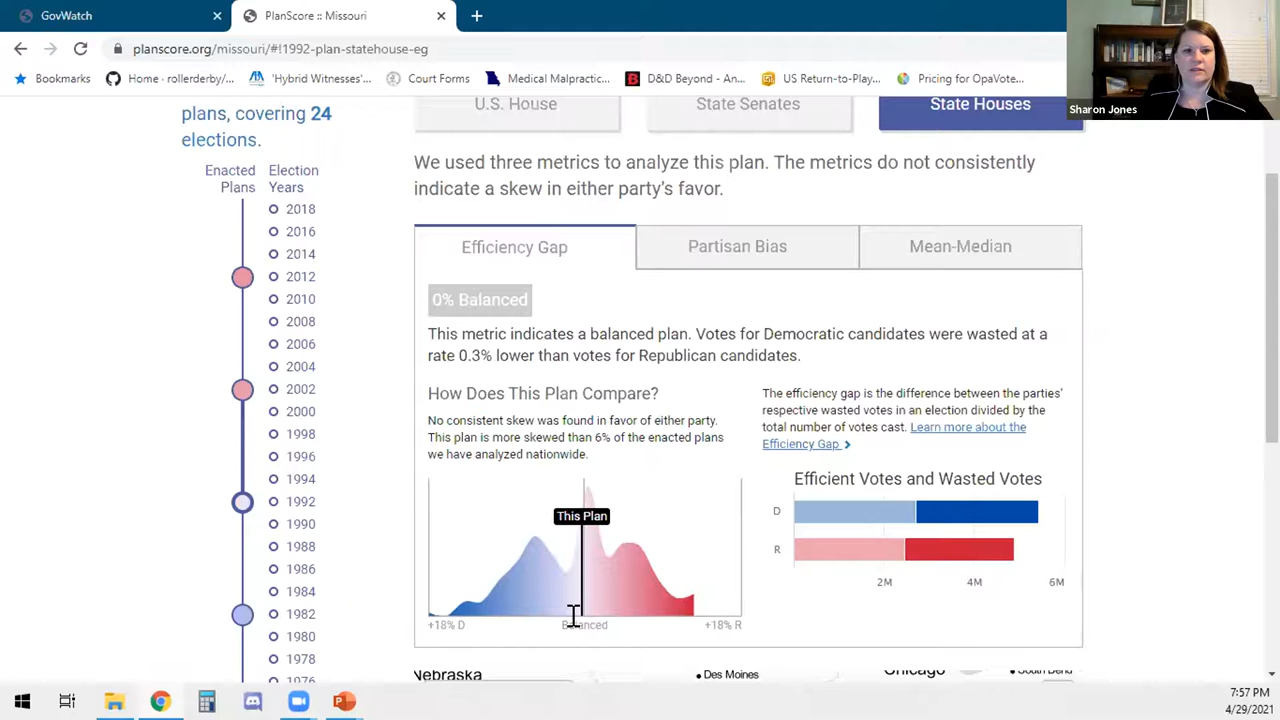 GovWatch
PlanScore :: Missouri
planscore.org/missouri/#!1992-plan-statehouse-eg
Bookmarks
Home · rollerderby/...
'Hybrid Witnesses'...
Court Forms
Medical Malpractic...
D&D Beyond - An...
US Return-to-Play...
Pricing for OpaVote...
Sharon Jones
plans, covering 24
elections.
Enacted
Plans
Election
Years
2018
2016
2014
2012
2010
2008
2006
2004
2002
2000
1998
1996
1994
1992
1990
1988
1986
1984
1982
1980
1978
1976
U.S. House
State Senates
State Houses
We used three metrics to analyze this plan. The metrics do not consistently
indicate a skew in either party's favor.
Efficiency Gap
Partisan Bias
Mean-Median
0% Balanced
This metric indicates a balanced plan. Votes for Democratic candidates were wasted at a
rate 0.3% lower than votes for Republican candidates.
How Does This Plan Compare?
No consistent skew was found in favor of either party.
This plan is more skewed than 6% of the enacted plans
we have analyzed nationwide.
This Plan
+18% D
Balanced
+18% R
The efficiency gap is the difference between the parties'
respective wasted votes in an election divided by the
total number of votes cast. Learn more about the
Efficiency Gap
Efficient Votes and Wasted Votes
D
R
2M
4M
6M
Nebraska
Des Moines
Chicago
South Bend
7:57 PM
4/29/2021